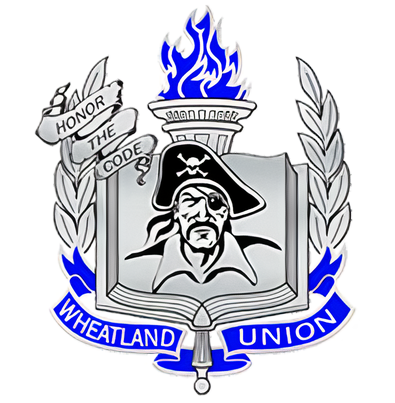 HONOR
THE
CODE
WHEATLAND UNION